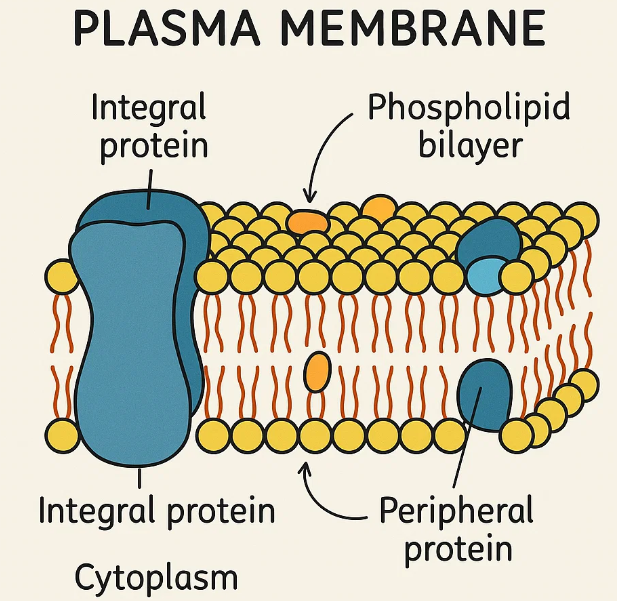 PLASMA MEMBRANE
Integral
protein
Phospholipid
bilayer
Integral protein
Peripheral
protein
Cytoplasm